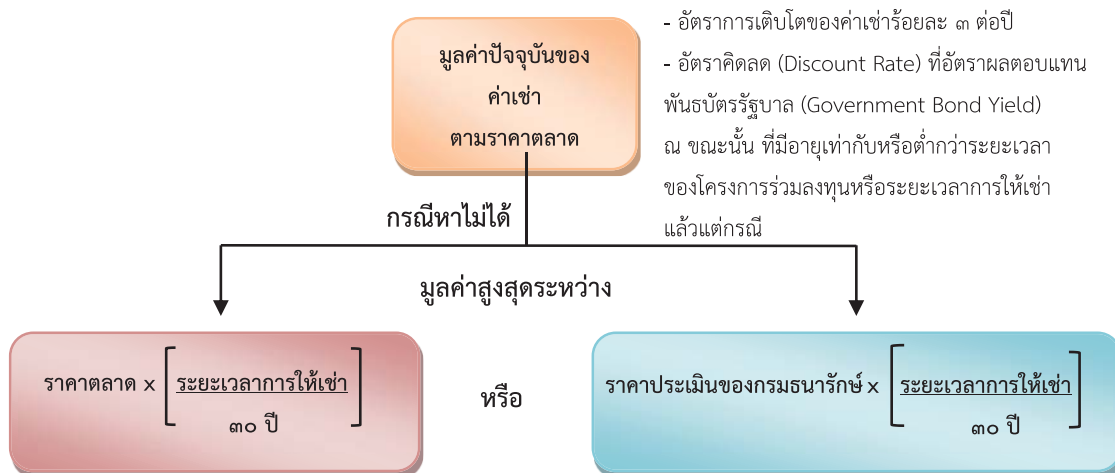 มูลค่าปัจจุบันของ
ค่าเช่า
ตามราคาตลาด
- อัตราการเติบโตของค่าเช่าร้อยละ ๓ ต่อปี
- อัตราคิดลด (Discount Rate) ที่อัตราผลตอบแทน
พันธบัตรรัฐบาล (Government Bond Yield)
ณ ขณะนั้น ที่มีอายุเท่ากับหรือต่ำกว่าระยะเวลา
ของโครงการร่วมลงทุนหรือระยะเวลาการให้เช่า
แล้วแต่กรณี
กรณีหาไม่ได้
มูลค่าสูงสุดระหว่าง
ราคาตลาด x [ระยะเวลาการให้เช่า
๓๐ ปี]
หรือ
ราคาประเมินของกรมธนารักษ์ x [ระยะเวลาการให้เช่า
๓๐ ปี]